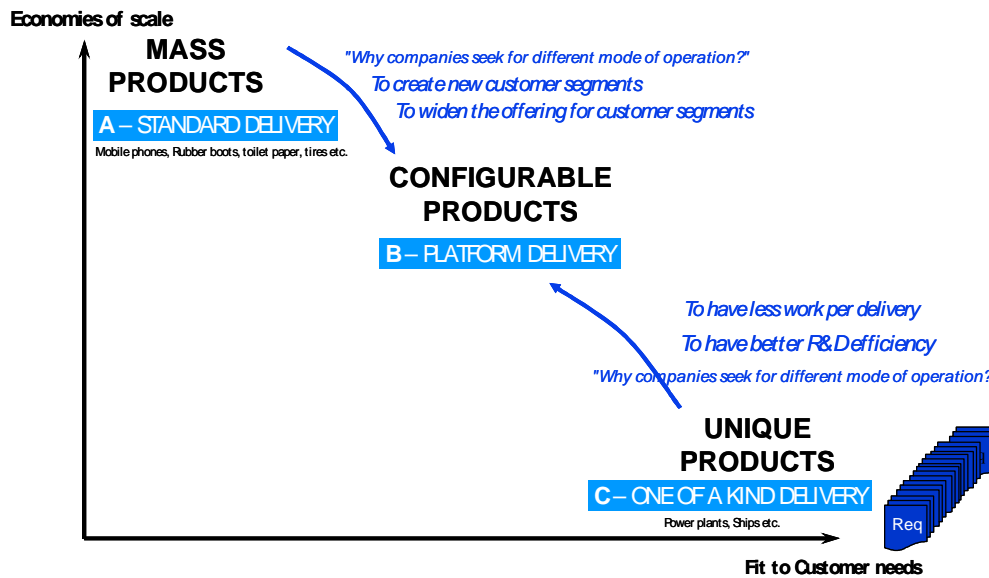 Economies of scale
MASS
PRODUCTS
A – STANDARD DELIVERY
Mobile phones, Rubber boots, toilet paper, tires etc.
"Why companies seek for different mode of operation?"
To create new customer segments
To widen the offering for customer segments
CONFIGURABLE
PRODUCTS
B – PLATFORM DELIVERY
To have less work per delivery
To have better R&D efficiency
"Why companies seek for different mode of operation?
UNIQUE
PRODUCTS
C – ONE OF A KIND DELIVERY
Power plants, Ships etc.
Req
Fit to Customer needs